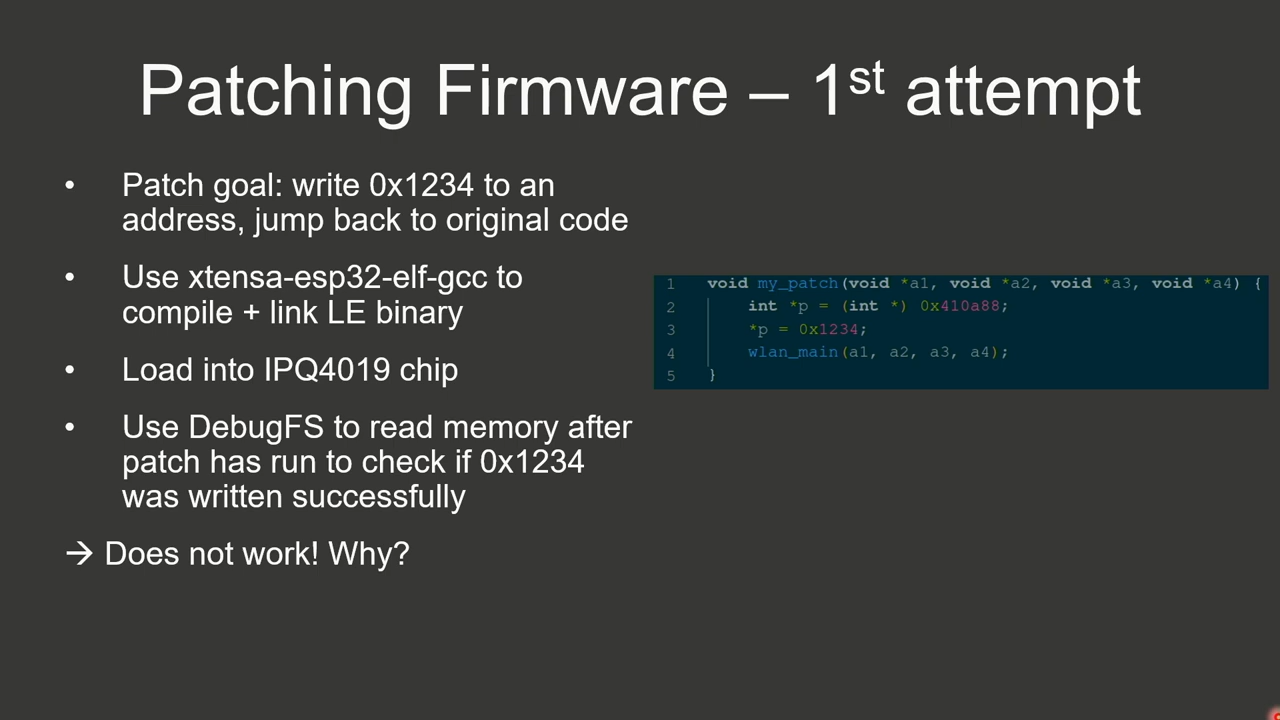 Patching Firmware – 1st attempt
• Patch goal: write 0x1234 to an
address, jump back to original code
• Use xtensa-esp32-elf-gcc to
compile + link LE binary
• Load into IPQ4019 chip
• Use DebugFS to read memory after
patch has run to check if 0x1234
was written successfully
→ Does not work! Why?
1 void my_patch(void *a1, void *a2, void *a3, void *a4) {
2 int *p = (int *) 0x410a88;
3 *p = 0x1234;
4 wlan_main(a1, a2, a3, a4);
5 }